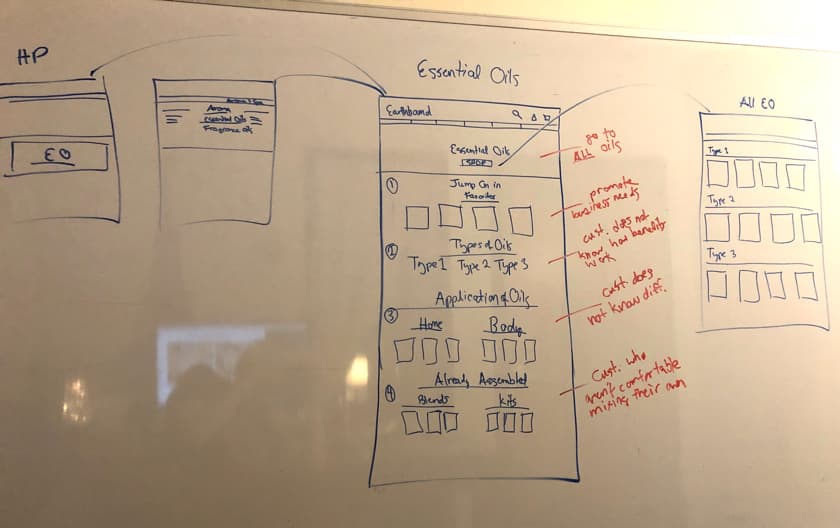 HP
EO
Aroma
Essential Oils
Fragrance oils
Essential Oils
Earthbound
Essential Oils
SHOP
go to
ALL oils
1
Jump On in
Favorites
promote
business needs
2
Types of Oils
Type 1 Type 2 Type 3
cust. does not
know how benefits
work
Application of Oils
3
Home Body
cust. does
not know diff.
Already Assembled
4
Blends Kits
Cust. who
aren't comfortable
mixing their own
All EO
Type 1
Type 2
Type 3